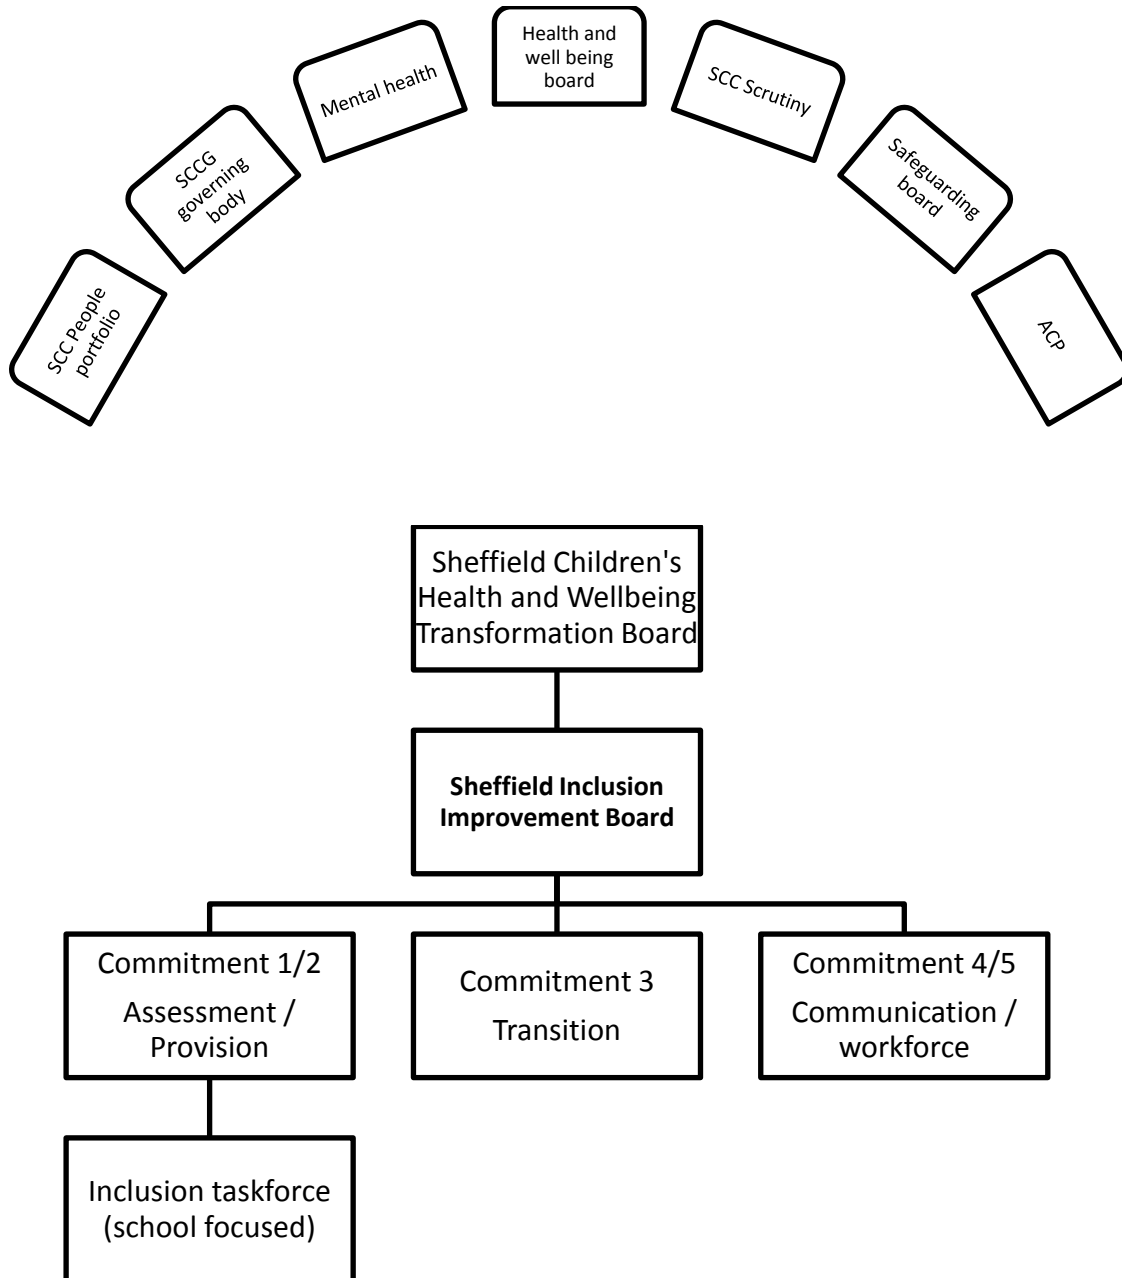 SCC People
portfolio
SCCG
governing
body
Mental health
Health and
well being
board
SCC Scrutiny
Safeguarding
board
ACP
Sheffield Children's
Health and Wellbeing
Transformation Board
Sheffield Inclusion
Improvement Board
Commitment 1/2
Assessment /
Provision
Commitment 3
Transition
Commitment 4/5
Communication /
workforce
Inclusion taskforce
(school focused)